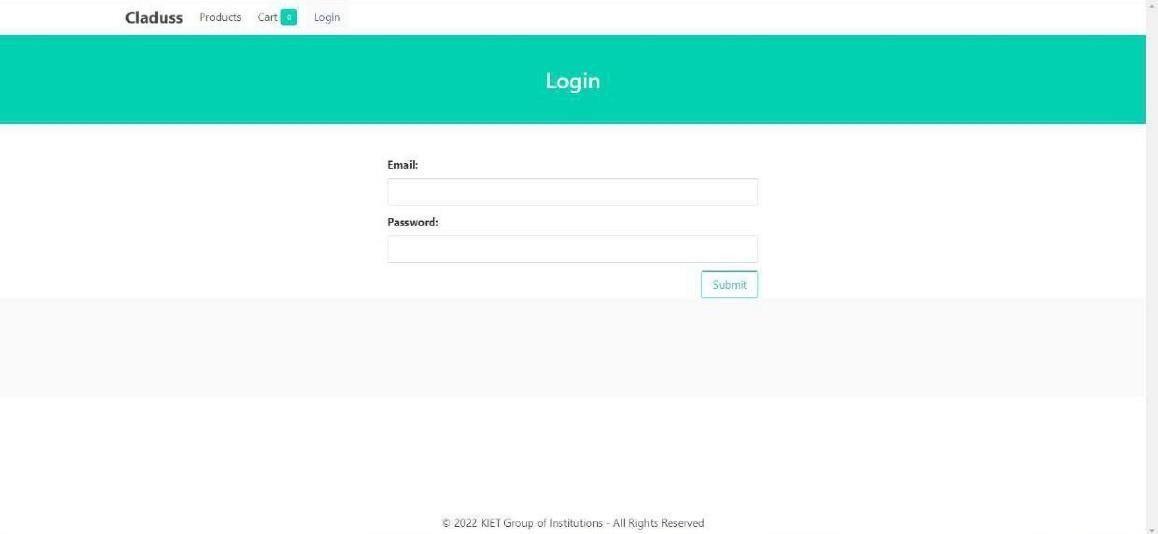 Claduss Products Cart 0 Login
Login
Email:
Password:
Submit
© 2022 KIET Group of Institutions - All Rights Reserved